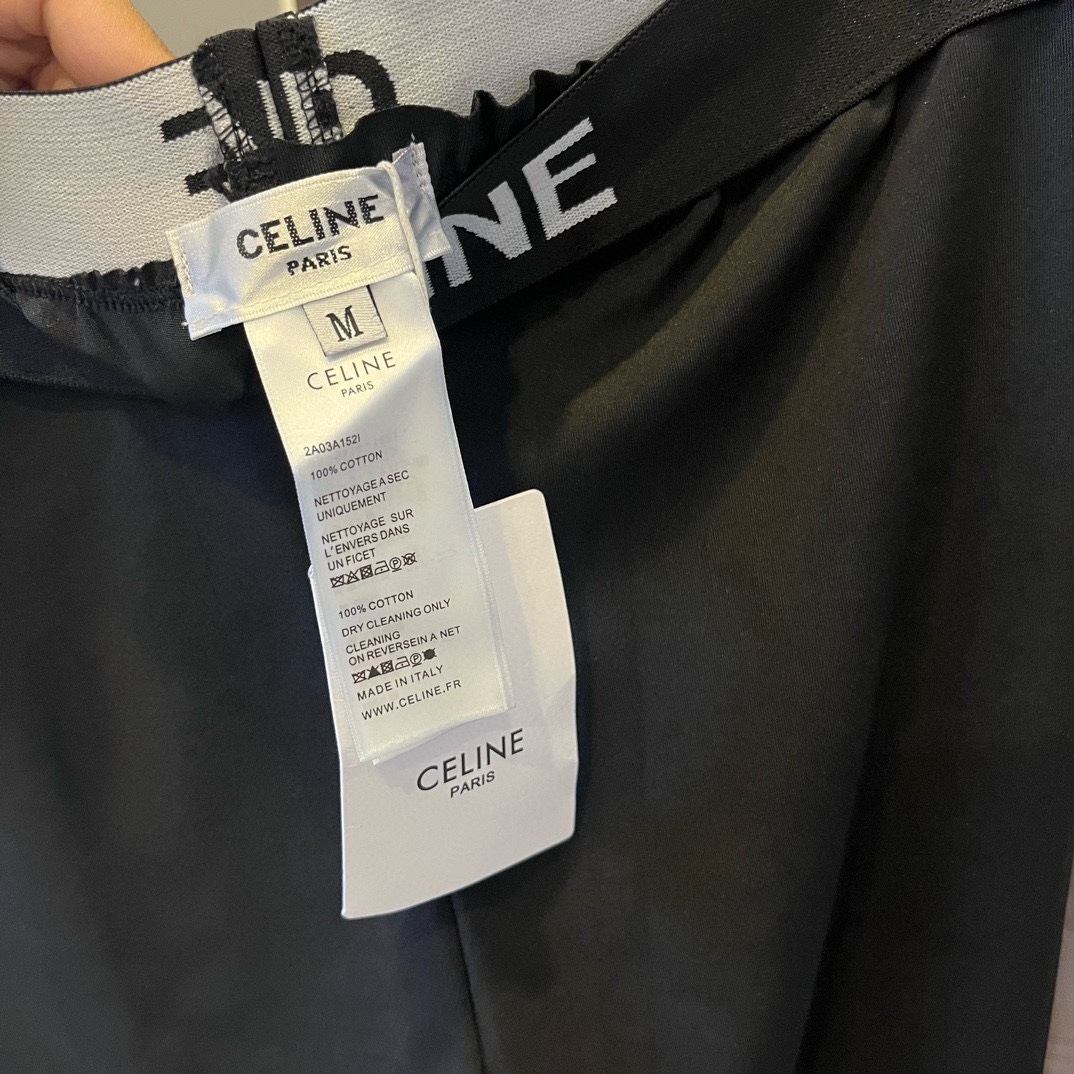 CELINE
PARIS
INE
M
CELINE
PARIS
2A03A152I
100% COTTON
NETTOYAGE A SEC
UNIQUEMENT
NETTOYAGE SUR
L'ENVERS DANS
UN FICET
100% COTTON
DRY CLEANING ONLY
CLEANING
ON REVERSEIN A NET
MADE IN ITALY
WWW.CELINE.FR
CELINE
PARIS